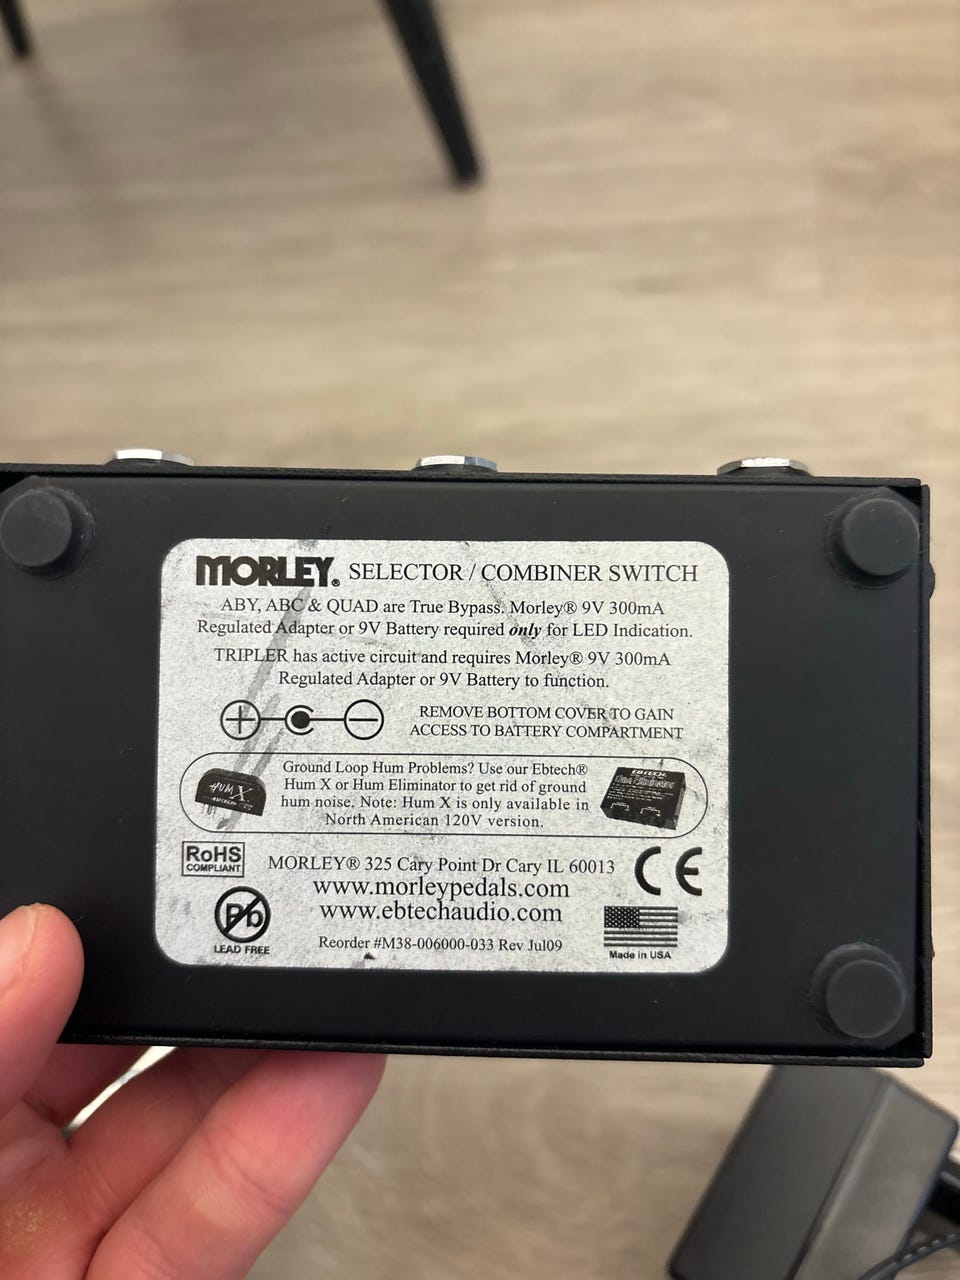 MORLEY® SELECTOR / COMBINER SWITCH
ABY, ABC & QUAD are True Bypass. Morley® 9V 300mA
Regulated Adapter or 9V Battery required only for LED Indication.
TRIPLER has active circuit and requires Morley® 9V 300mA
Regulated Adapter or 9V Battery to function.
REMOVE BOTTOM COVER TO GAIN
ACCESS TO BATTERY COMPARTMENT
Ground Loop Hum Problems? Use our Ebtech®
Hum X or Hum Eliminator to get rid of ground
hum noise. Note: Hum X is only available in
North American 120V version.
HUM X
EBTECH
EBTECH
Hum Eliminator
RoHS
COMPLIANT
MORLEY® 325 Cary Point Dr Cary IL 60013
CE
www.morleypedals.com
www.ebtechaudio.com
Pb
LEAD FREE
Reorder #M38-006000-033 Rev Jul09
Made in USA